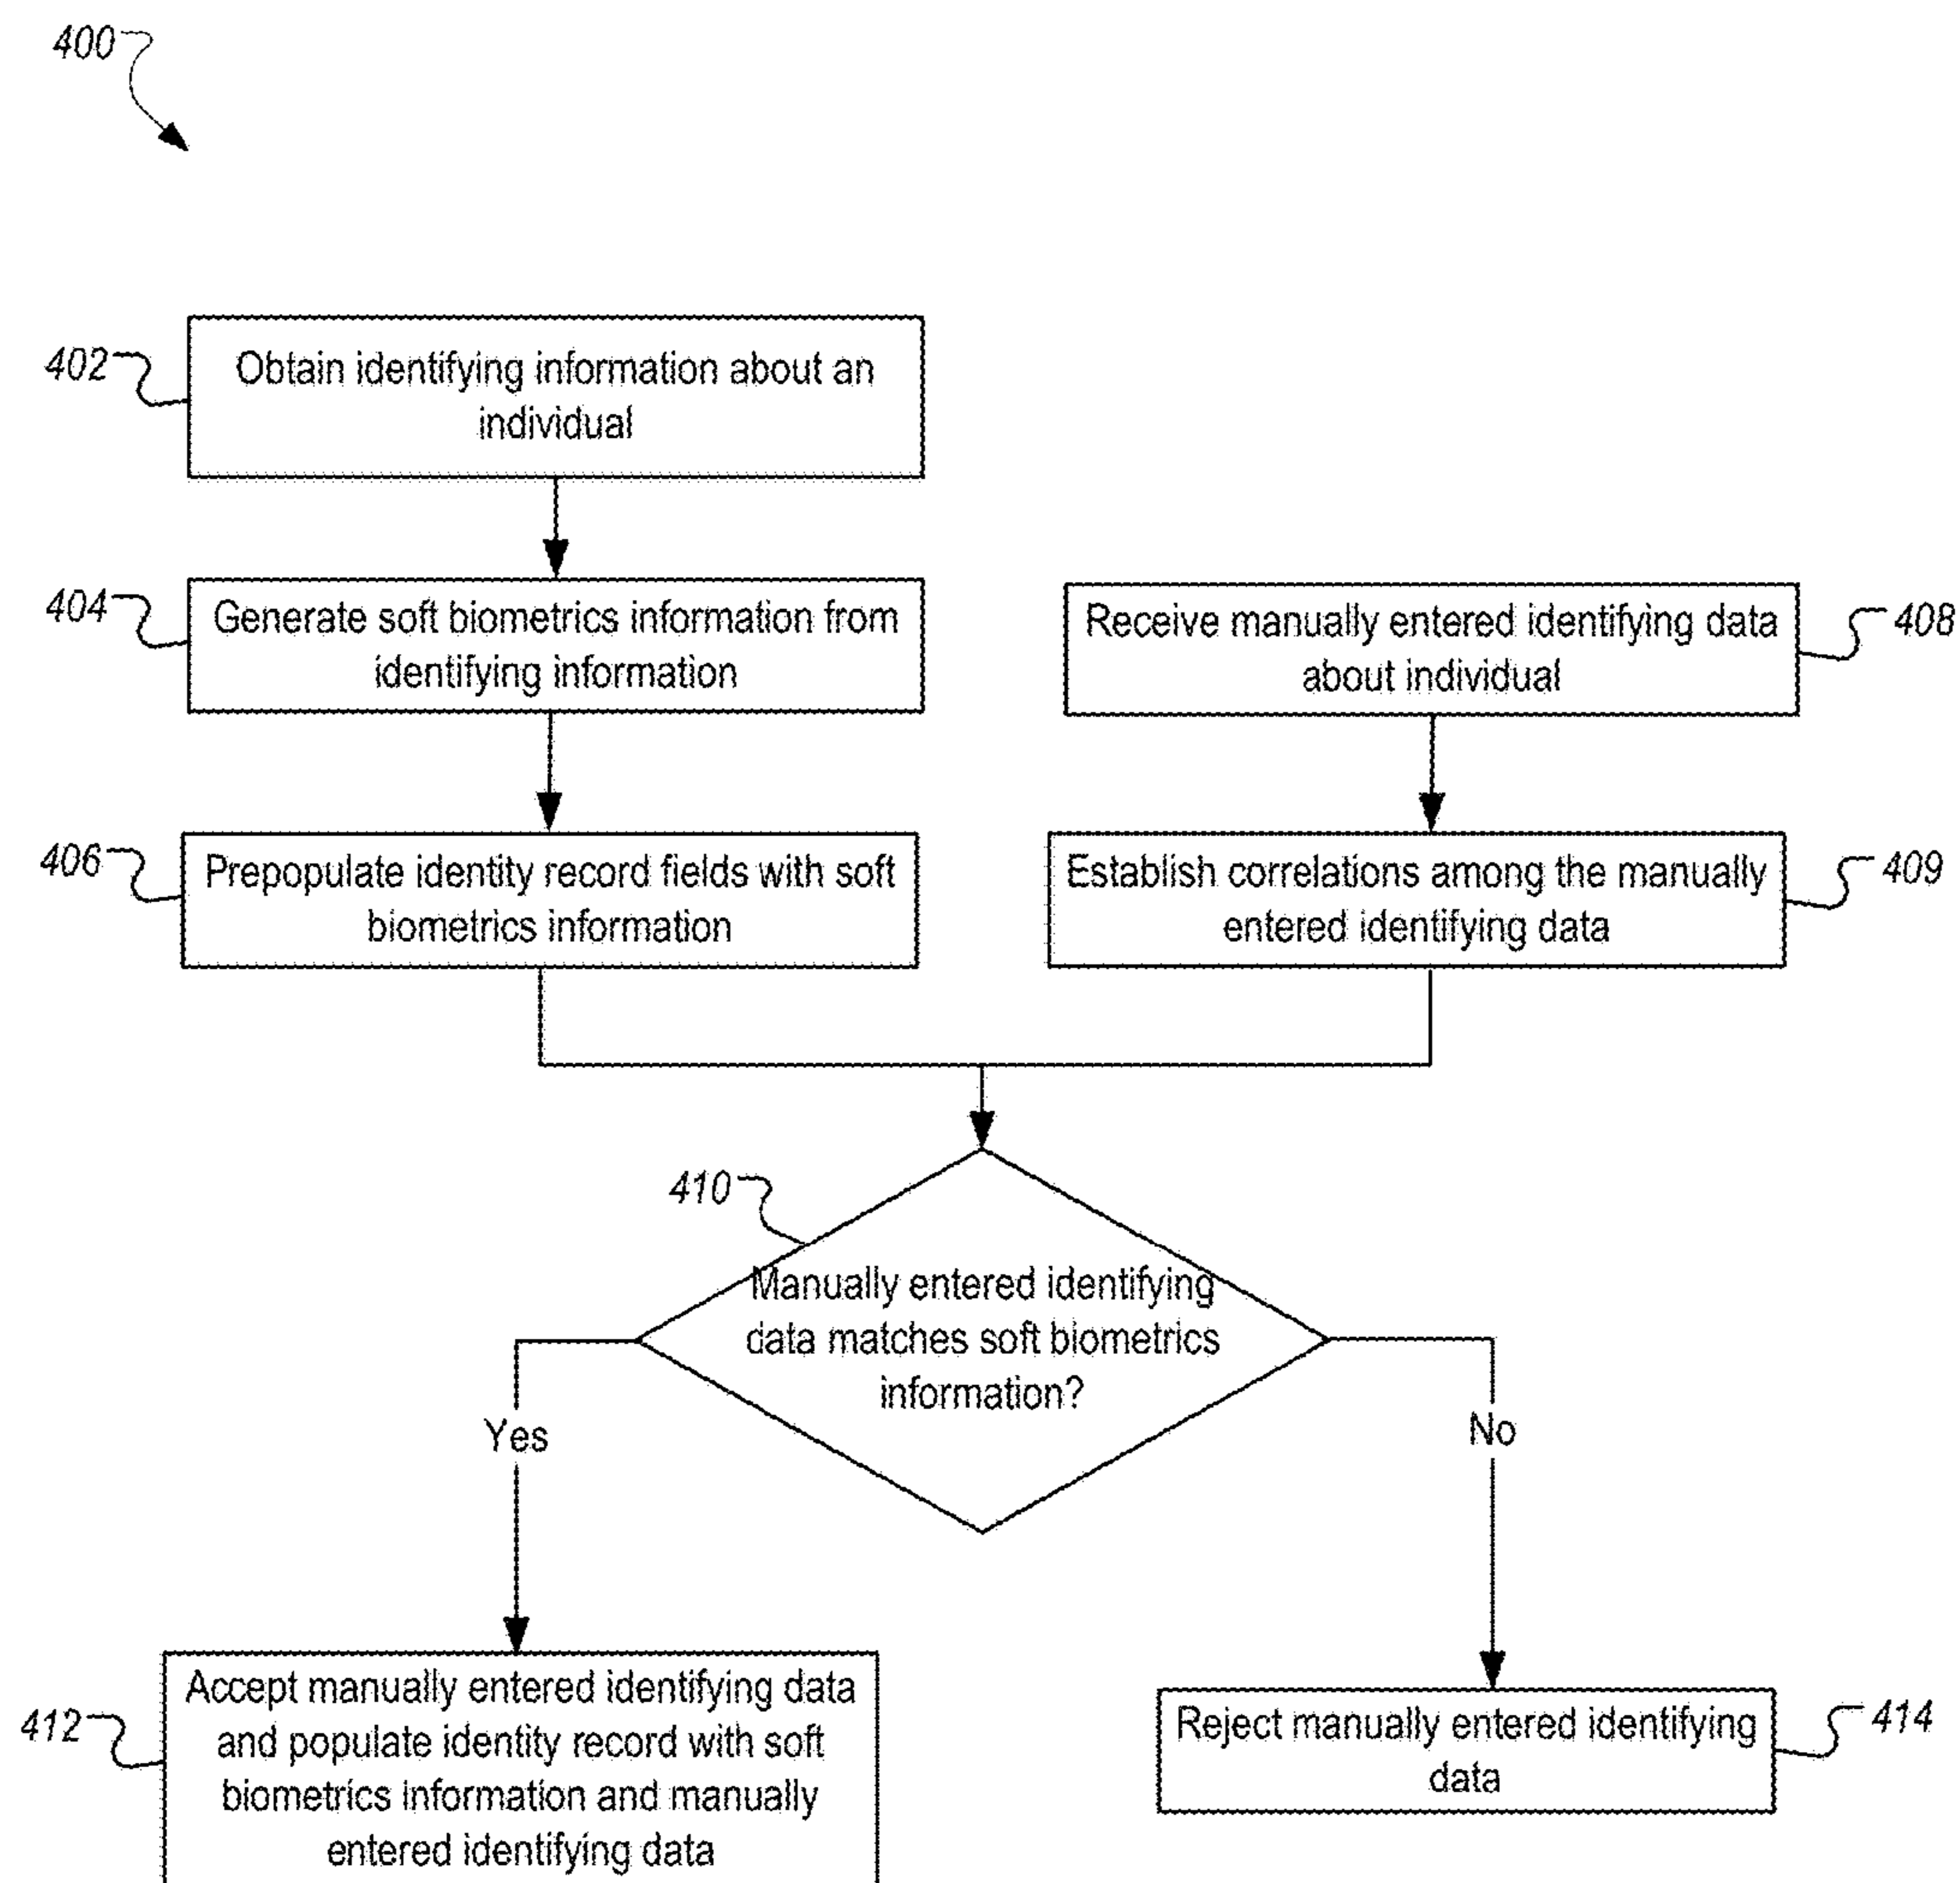 400
402
Obtain identifying information about an
individual
404
Generate soft biometrics information from
identifying information
Receive manually entered identifying data
about individual
408
406
Prepopulate identity record fields with soft
biometrics information
Establish correlations among the manually
entered identifying data
409
410
Manually entered identifying
data matches soft biometrics
information?
Yes
No
412
Accept manually entered identifying data
and populate identity record with soft
biometrics information and manually
entered identifying data
Reject manually entered identifying
data
414